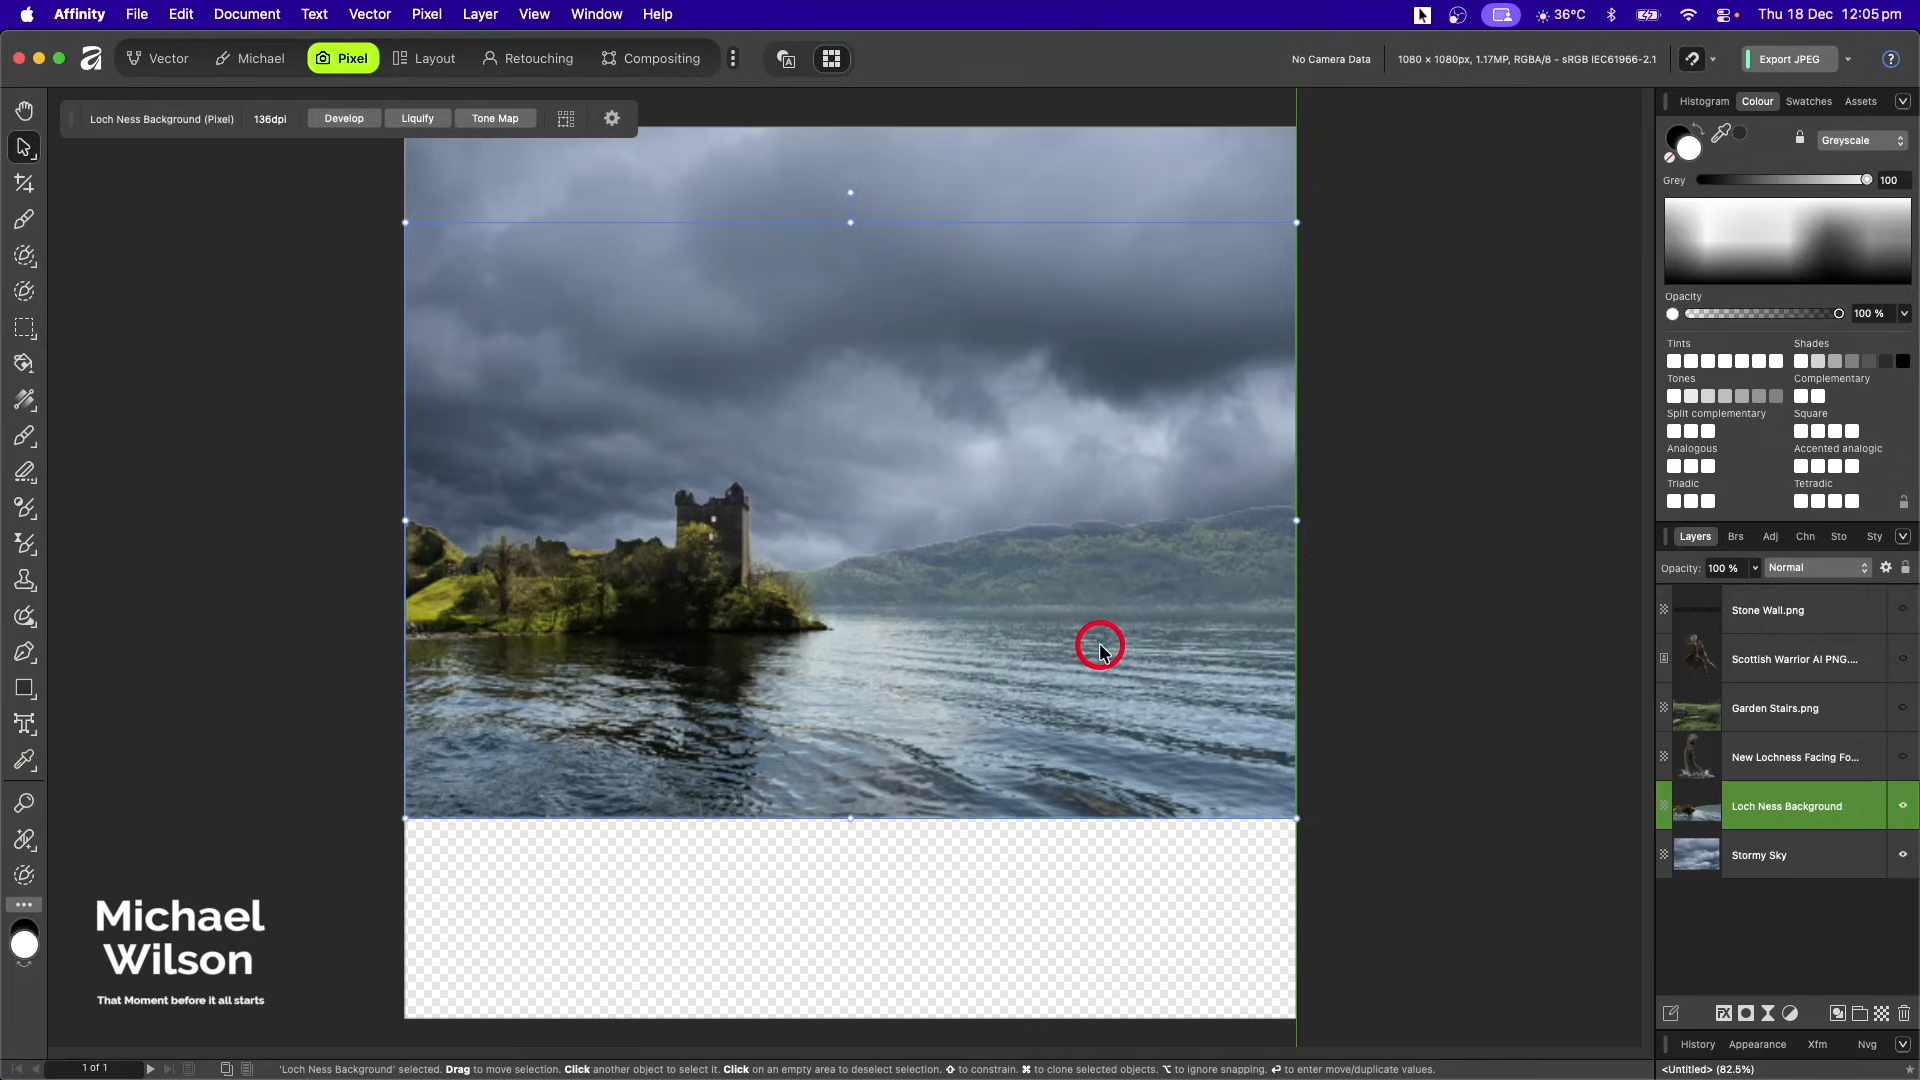 Affinity File Edit Document Text Vector Pixel Layer View Window Help 36°C Thu 18 Dec 12:05 pm
Vector Michael Pixel Layout Retouching Compositing No Camera Data 1080 × 1080px, 1.17MP, RGBA/8 - sRGB IEC61966-2.1 Export JPEG ?
Loch Ness Background (Pixel) 136dpi Develop Liquify Tone Map
Histogram Colour Swatches Assets
Greyscale
Grey 100
Opacity
100 %
Tints Shades
Tones Complementary
Split complementary Square
Analogous Accented analogic
Triadic Tetradic
Layers Brs Adj Chn Sto Sty
Opacity: 100 % Normal
Stone Wall.png
Scottish Warrior AI PNG....
Garden Stairs.png
New Lochness Facing Fo...
Loch Ness Background
Stormy Sky
Michael
Wilson
That Moment before it all starts
History Appearance Xfm Nvg
1 of 1 'Loch Ness Background' selected. Drag to move selection. Click another object to select it. Click on an empty area to deselect selection. ⇧ to constrain. ⌘ to clone selected objects. ⌥ to ignore snapping. ⏎ to enter move/duplicate values. <Untitled> (82.5%)